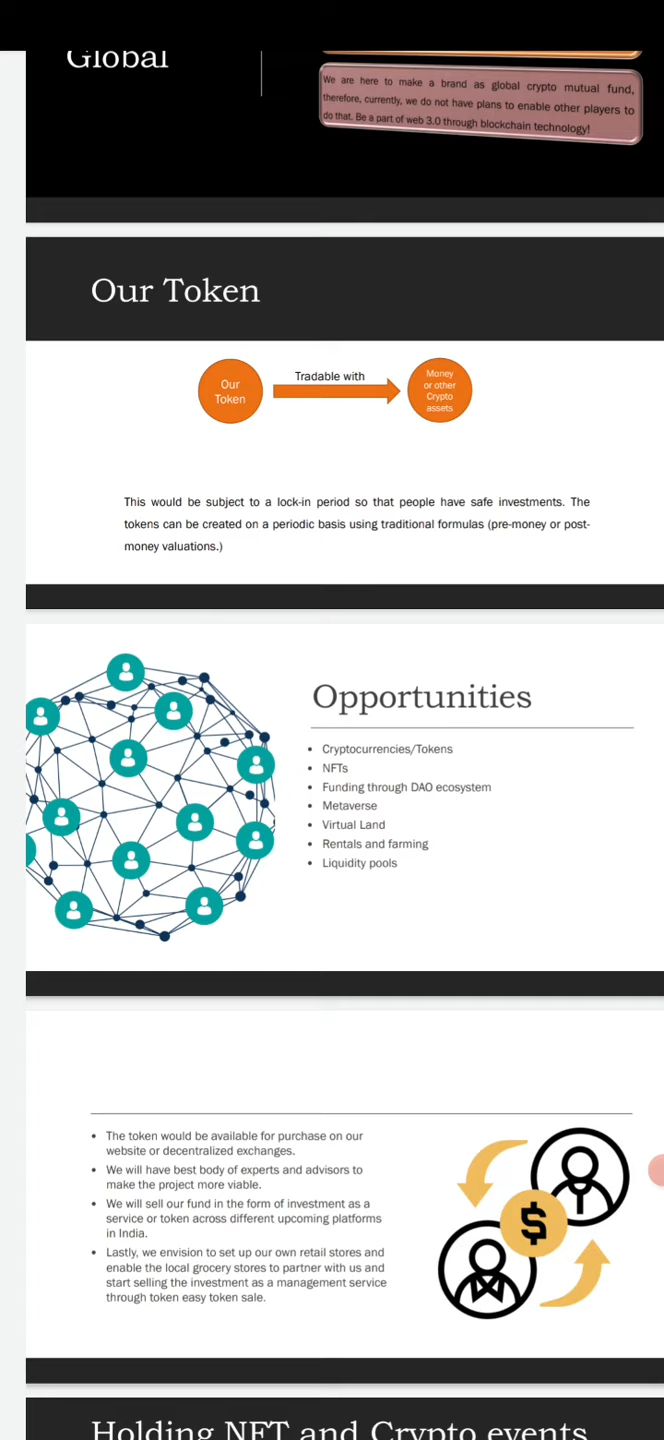 Global
We are here to make a brand as global crypto mutual fund,
therefore, currently, we do not have plans to enable other players to
do that. Be a part of web 3.0 through blockchain technology!
Our Token
Our
Token
Tradable with
Money
or other
Crypto
assets
This would be subject to a lock-in period so that people have safe investments. The
tokens can be created on a periodic basis using traditional formulas (pre-money or post-
money valuations.)
Opportunities
• Cryptocurrencies/Tokens
• NFTs
• Funding through DAO ecosystem
• Metaverse
• Virtual Land
• Rentals and farming
• Liquidity pools
• The token would be available for purchase on our
website or decentralized exchanges.
• We will have best body of experts and advisors to
make the project more viable.
• We will sell our fund in the form of investment as a
service or token across different upcoming platforms
in India.
• Lastly, we envision to set up our own retail stores and
enable the local grocery stores to partner with us and
start selling the investment as a management service
through token easy token sale.
$
Holding NFT and Crypto events